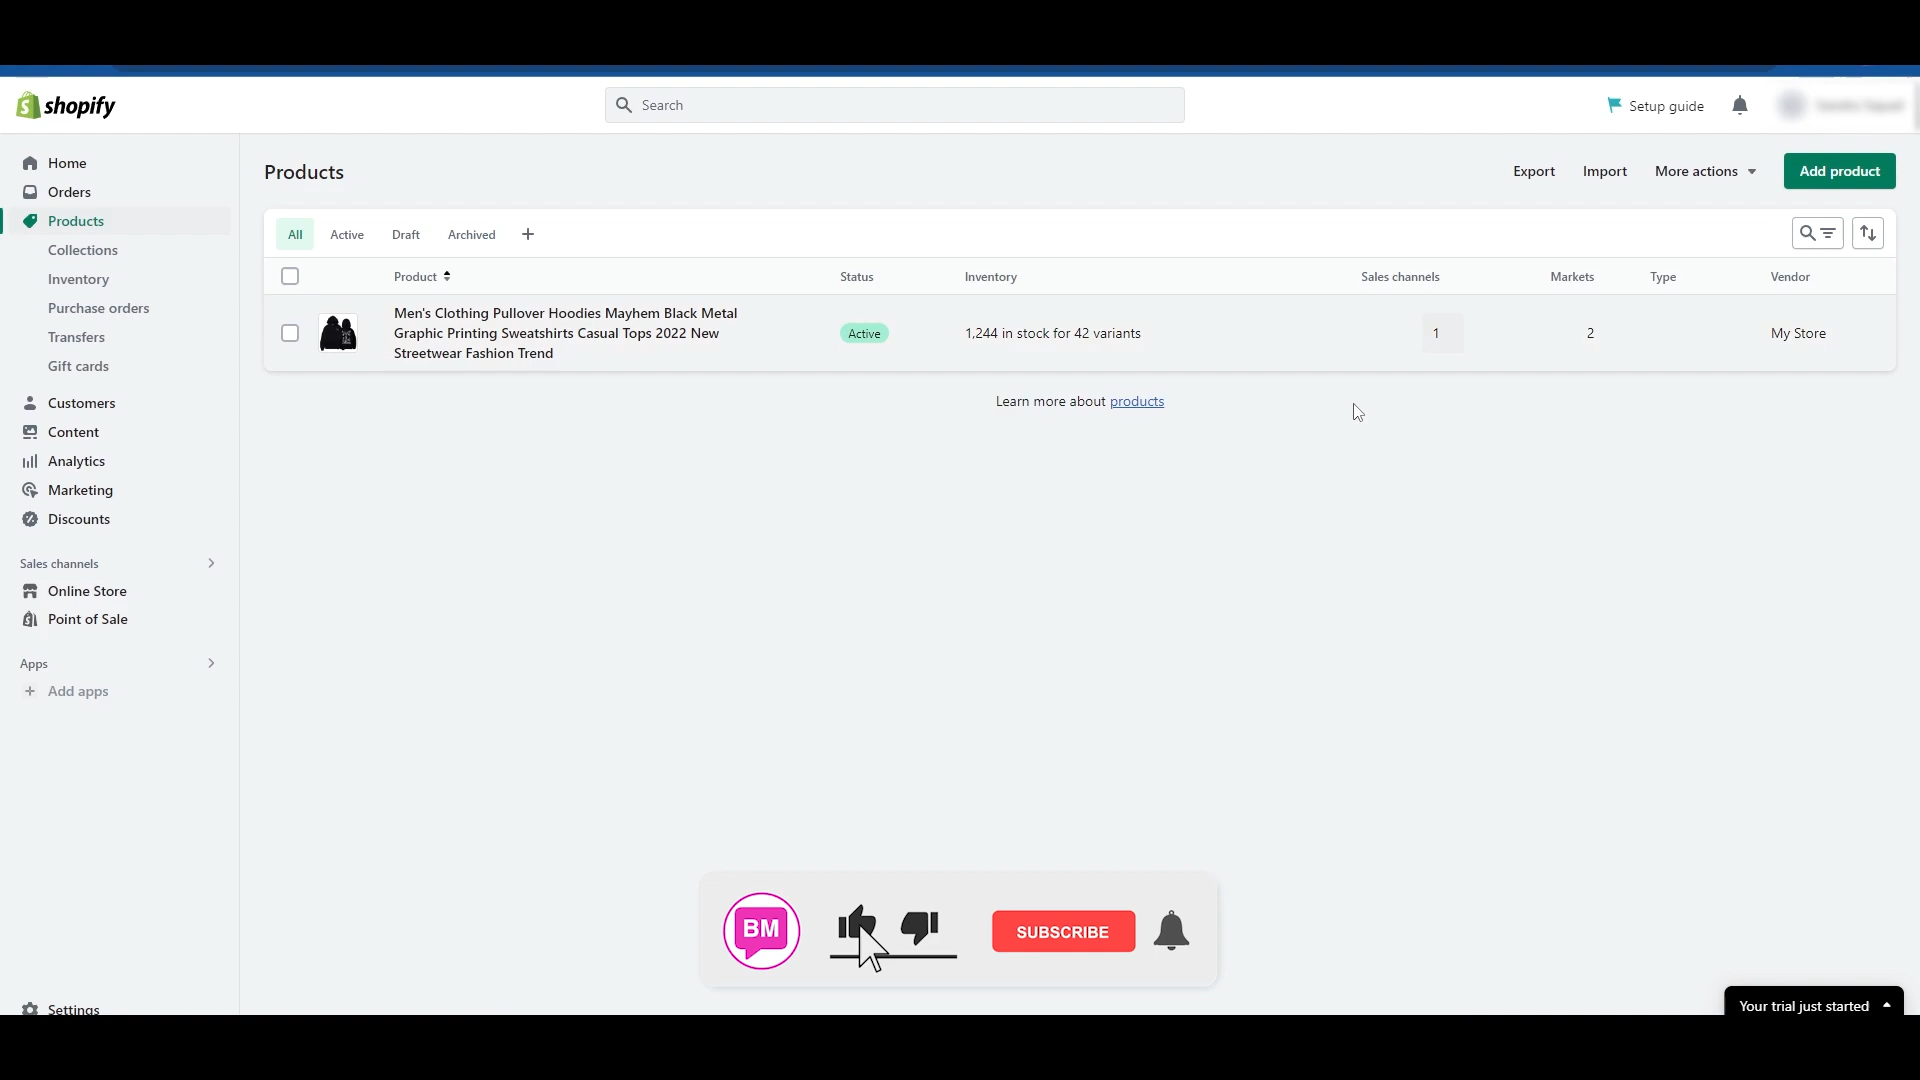 shopify
Search
Setup guide
Home
Orders
Products
Collections
Inventory
Purchase orders
Transfers
Gift cards
Customers
Content
Analytics
Marketing
Discounts
Sales channels
Online Store
Point of Sale
Apps
Add apps
Settings
Products
Export
Import
More actions
Add product
All
Active
Draft
Archived
Product
Status
Inventory
Sales channels
Markets
Type
Vendor
Men's Clothing Pullover Hoodies Mayhem Black Metal
Graphic Printing Sweatshirts Casual Tops 2022 New
Streetwear Fashion Trend
Active
1,244 in stock for 42 variants
1
2
My Store
Learn more about products
BM
SUBSCRIBE
Your trial just started